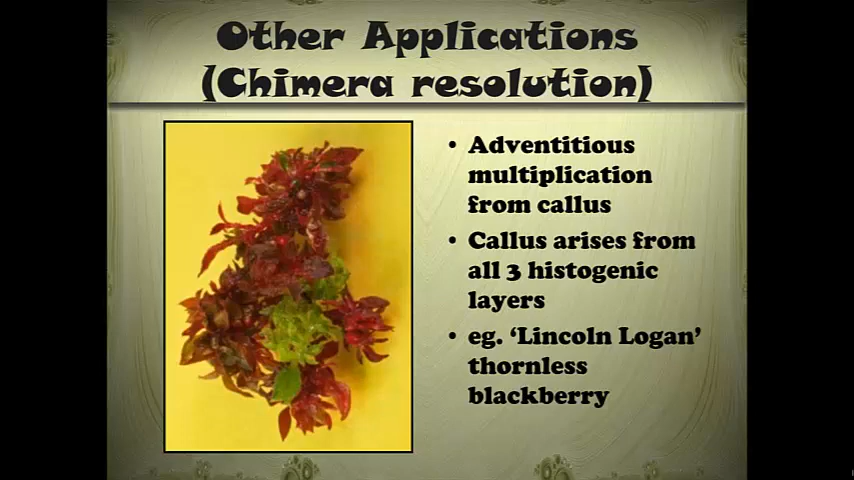 Other Applications
(Chimera resolution)
• Adventitious
multiplication
from callus
• Callus arises from
all 3 histogenic
layers
• eg. ‘Lincoln Logan’
thornless
blackberry